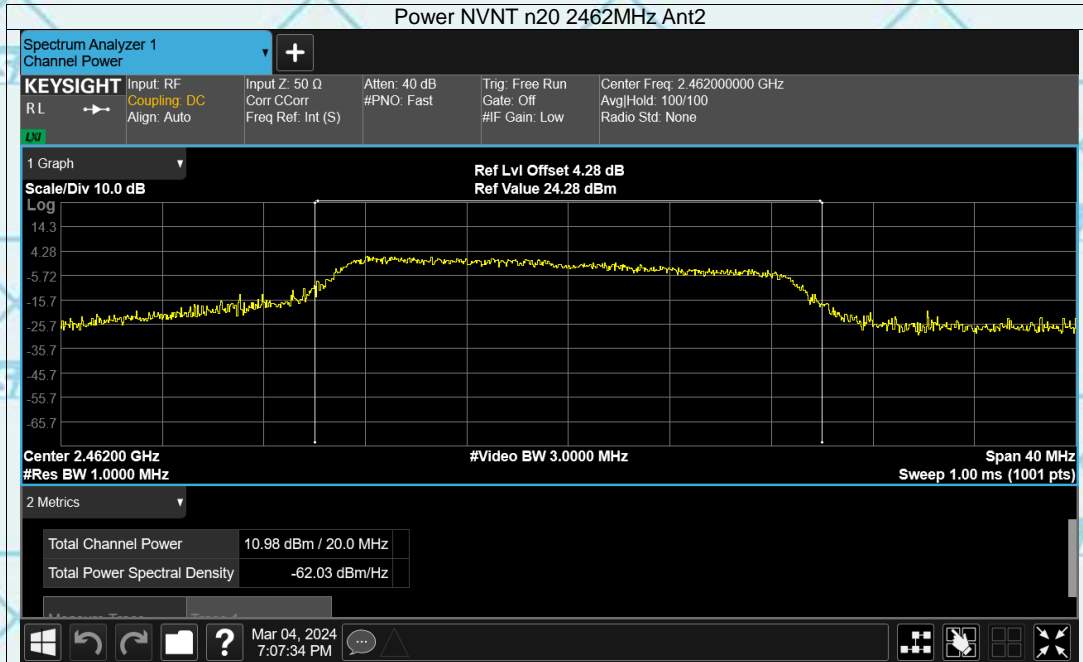 Power NVNT n20 2462MHz Ant2
Spectrum Analyzer 1
Channel Power
+
KEYSIGHT
R L
LXI
Input: RF
Coupling: DC
Align: Auto
Input Z: 50 Ω
Corr CCorr
Freq Ref: Int (S)
Atten: 40 dB
#PNO: Fast
Trig: Free Run
Gate: Off
#IF Gain: Low
Center Freq: 2.462000000 GHz
Avg|Hold: 100/100
Radio Std: None
1 Graph
Scale/Div 10.0 dB
Ref Lvl Offset 4.28 dB
Ref Value 24.28 dBm
Log
14.3
4.28
-5.72
-15.7
-25.7
-35.7
-45.7
-55.7
-65.7
Center 2.46200 GHz
#Video BW 3.0000 MHz
Span 40 MHz
#Res BW 1.0000 MHz
Sweep 1.00 ms (1001 pts)
2 Metrics
Total Channel Power 10.98 dBm / 20.0 MHz
Total Power Spectral Density -62.03 dBm/Hz
?
Mar 04, 2024
7:07:34 PM